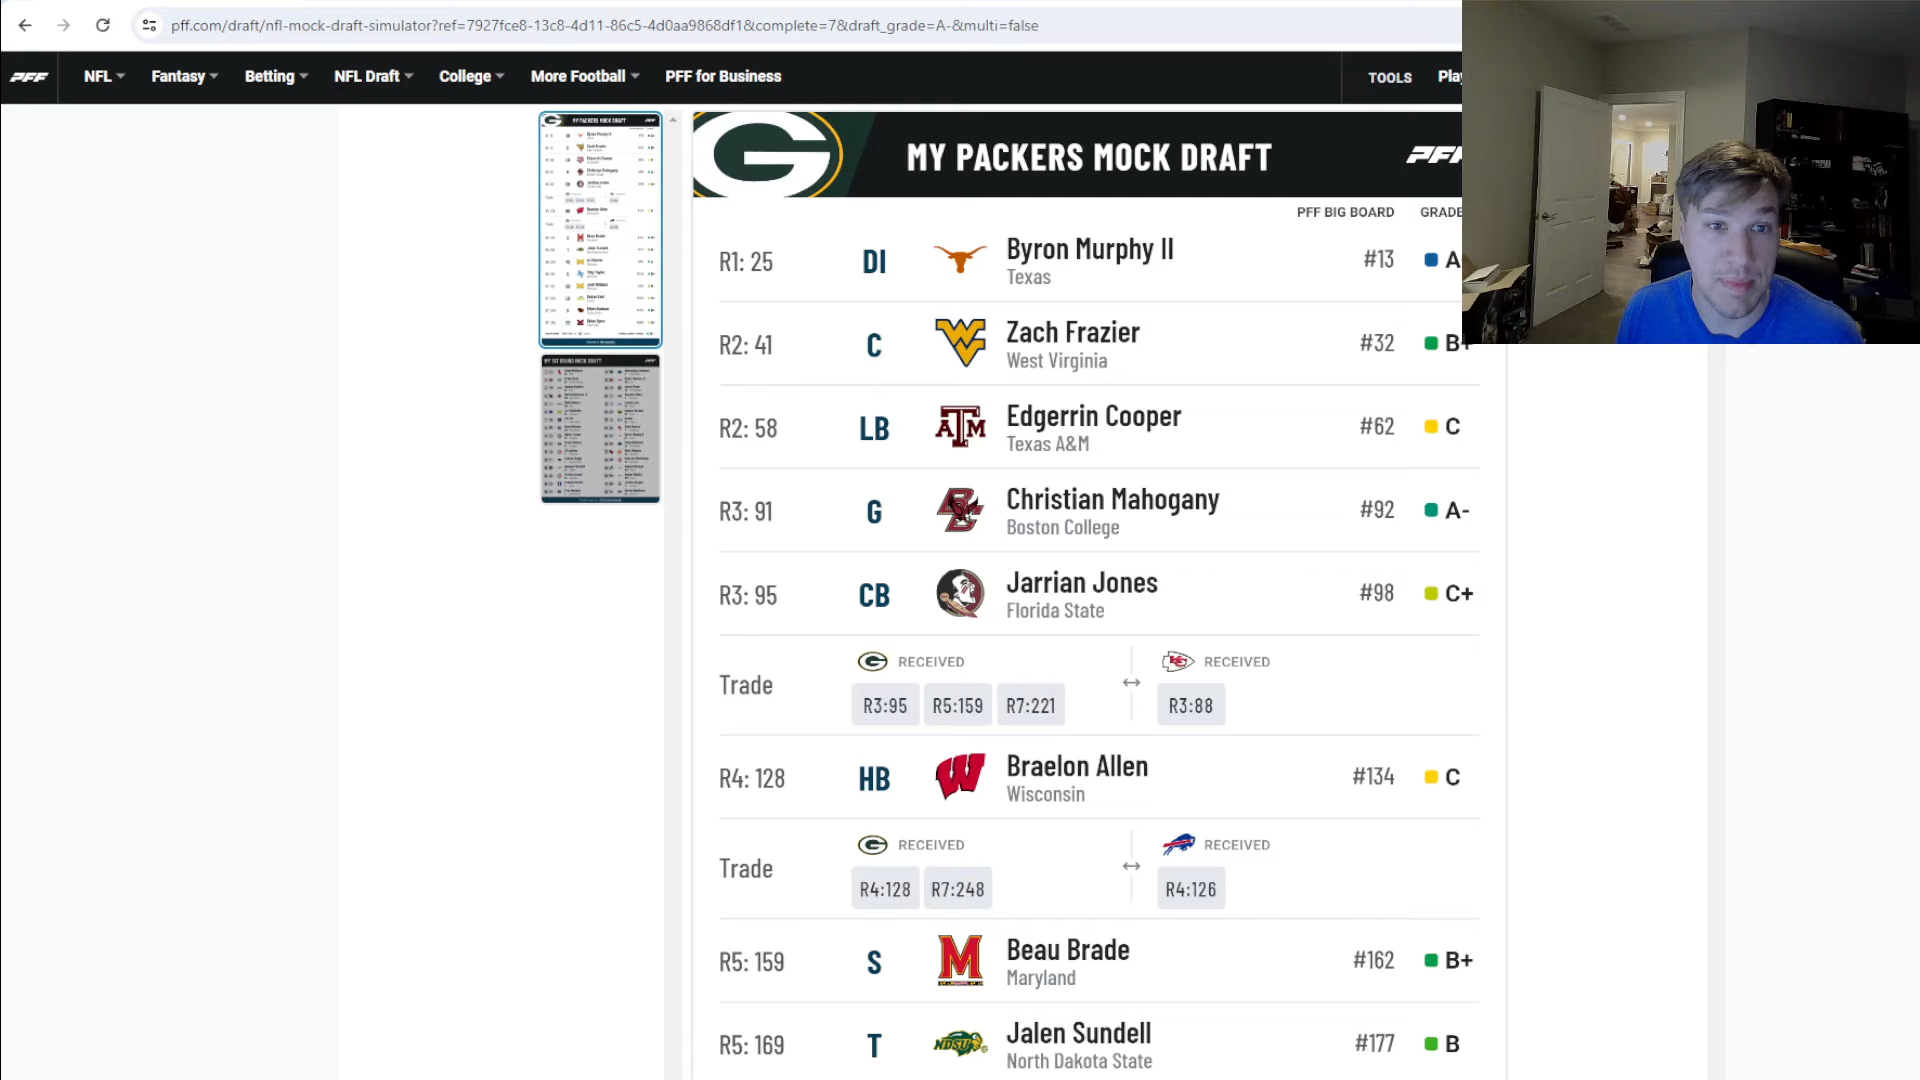 pff.com/draft/nfl-mock-draft-simulator?ref=7927fce8-13c8-4d11-86c5-4d0aa9868df1&complete=7&draft_grade=A-&multi=false
PFF NFL Fantasy Betting NFL Draft College More Football PFF for Business TOOLS
MY PACKERS MOCK DRAFT
PFF BIG BOARD GRADE
R1: 25 DI Byron Murphy II #13 A
Texas
R2: 41 C Zach Frazier #32 B+
West Virginia
R2: 58 LB Edgerrin Cooper #62 C
Texas A&M
R3: 91 G Christian Mahogany #92 A-
Boston College
R3: 95 CB Jarrian Jones #98 C+
Florida State
RECEIVED RECEIVED
Trade
R3:95 R5:159 R7:221 R3:88
R4: 128 HB Braelon Allen #134 C
Wisconsin
RECEIVED RECEIVED
Trade
R4:128 R7:248 R4:126
R5: 159 S Beau Brade #162 B+
Maryland
R5: 169 T Jalen Sundell #177 B
North Dakota State